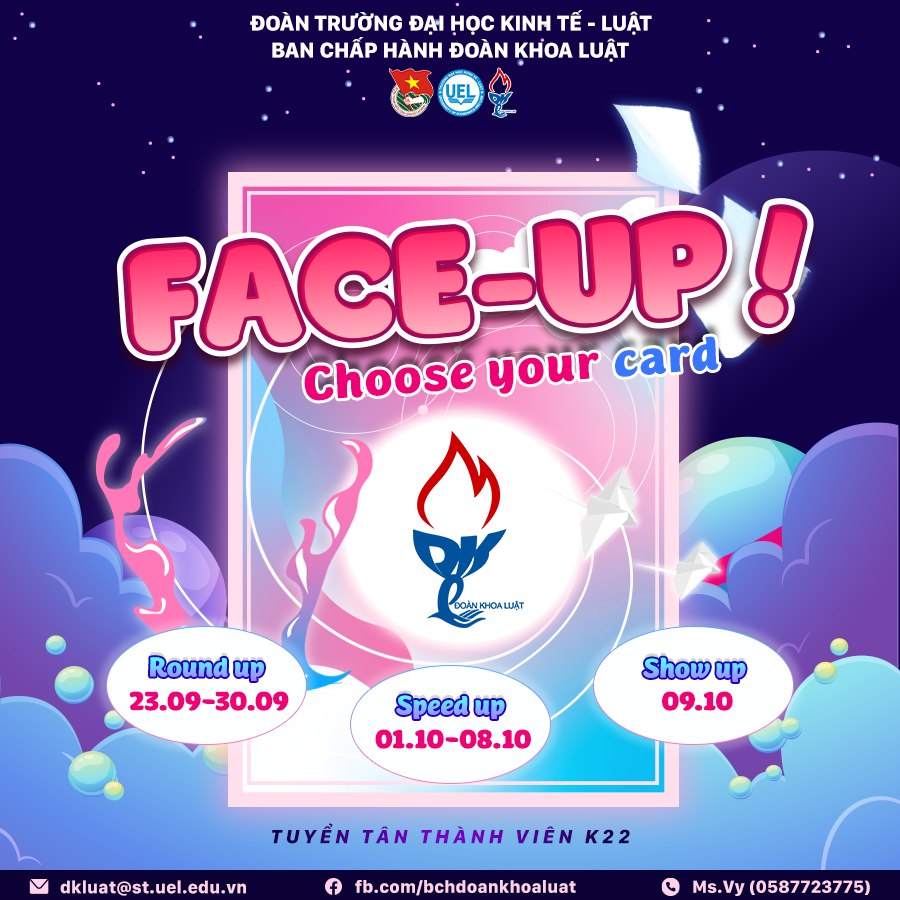 ĐOÀN TRƯỜNG ĐẠI HỌC KINH TẾ - LUẬT
BAN CHẤP HÀNH ĐOÀN KHOA LUẬT
UEL
FACE-UP !
Choose your card
ĐOÀN KHOA LUẬT
Round up
23.09-30.09
Speed up
01.10-08.10
Show up
09.10
TUYỂN TÂN THÀNH VIÊN K22
dkluat@st.uel.edu.vn
fb.com/bchdoankhoaluat
Ms.Vy (0587723775)